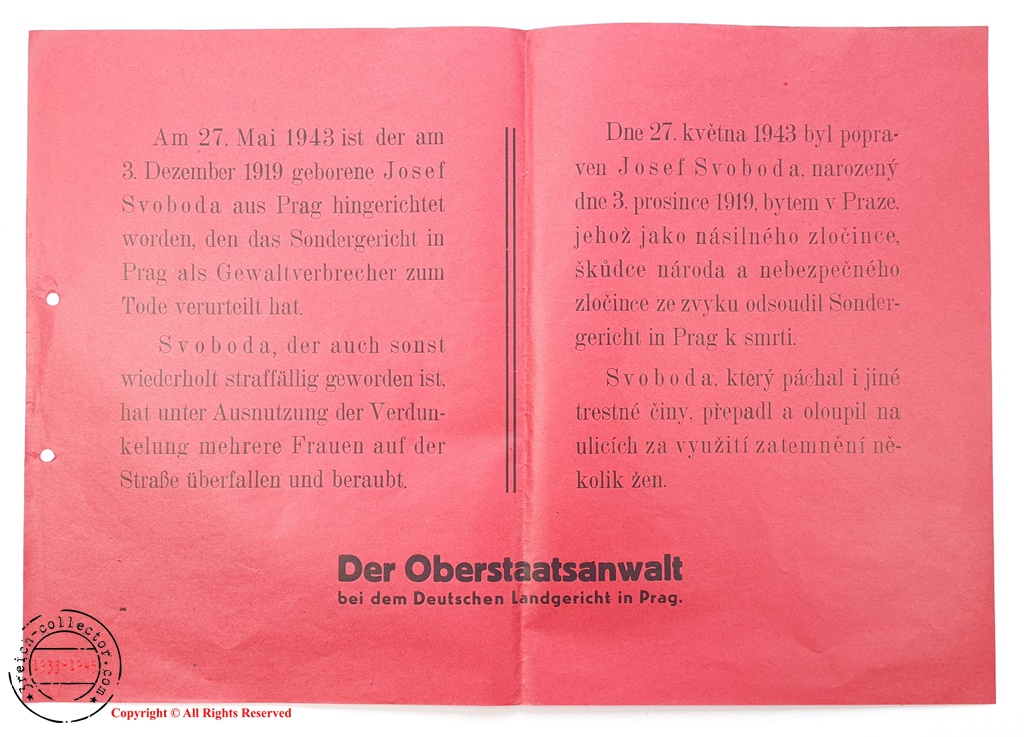 Am 27. Mai 1943 ist der am
3. Dezember 1919 geborene Josef
Svoboda aus Prag hingerichtet
worden, den das Sondergericht in
Prag als Gewaltverbrecher zum
Tode verurteilt hat.
Svoboda, der auch sonst
wiederholt straffällig geworden ist,
hat unter Ausnutzung der Verdun-
kelung mehrere Frauen auf der
Straße überfallen und beraubt.
Dne 27. května 1943 byl popra-
ven Josef Svoboda, narozený
dne 3. prosince 1919, bytem v Praze,
jehož jako násilného zločince,
škůdce národa a nebezpečného
zločince ze zvyku odsoudil Sonder-
gericht in Prag k smrti.
Svoboda, který páchal i jiné
trestné činy, přepadl a oloupil na
ulicích za využití zatemnění ně-
kolik žen.
Der Oberstaatsanwalt
bei dem Deutschen Landgericht in Prag.
3reich-collector.com
1933-1945
Copyright © All Rights Reserved